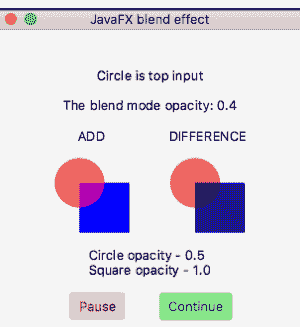 JavaFX blend effect
Circle is top input
The blend mode opacity: 0.4
ADD DIFFERENCE
Circle opacity - 0.5
Square opacity - 1.0
Pause Continue